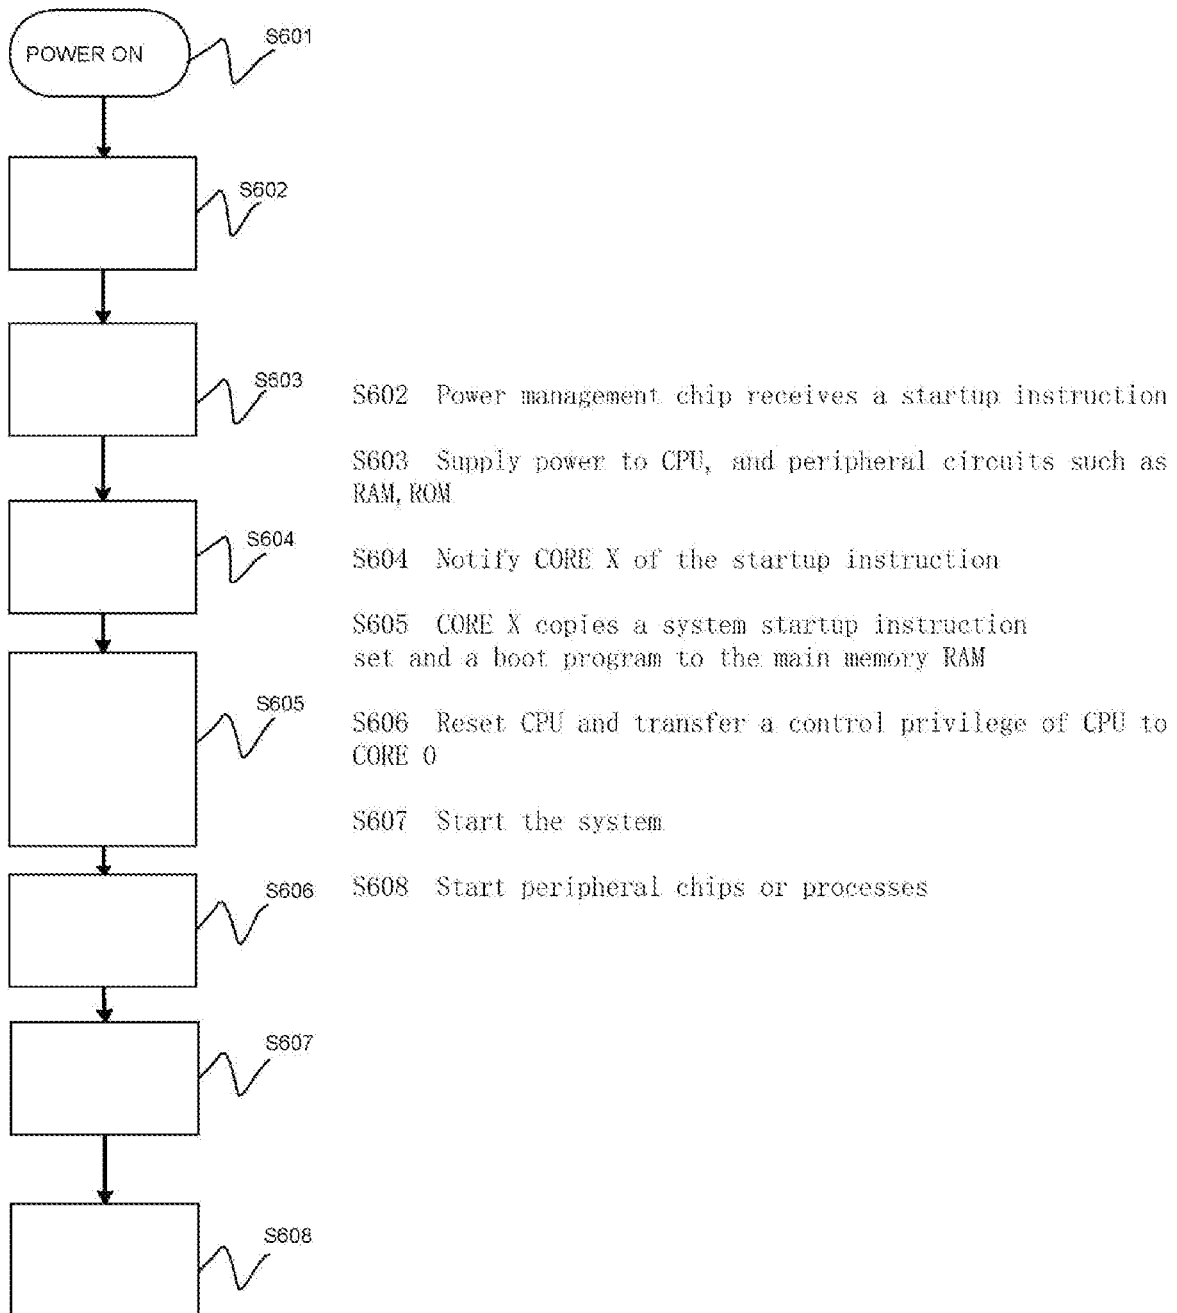 POWER ON
S601
S602
S603
S604
S605
S606
S607
S608
S602 Power management chip receives a startup instruction
S603 Supply power to CPU, and peripheral circuits such as
RAM, ROM
S604 Notify CORE X of the startup instruction
S605 CORE X copies a system startup instruction
set and a boot program to the main memory RAM
S606 Reset CPU and transfer a control privilege of CPU to
CORE 0
S607 Start the system
S608 Start peripheral chips or processes